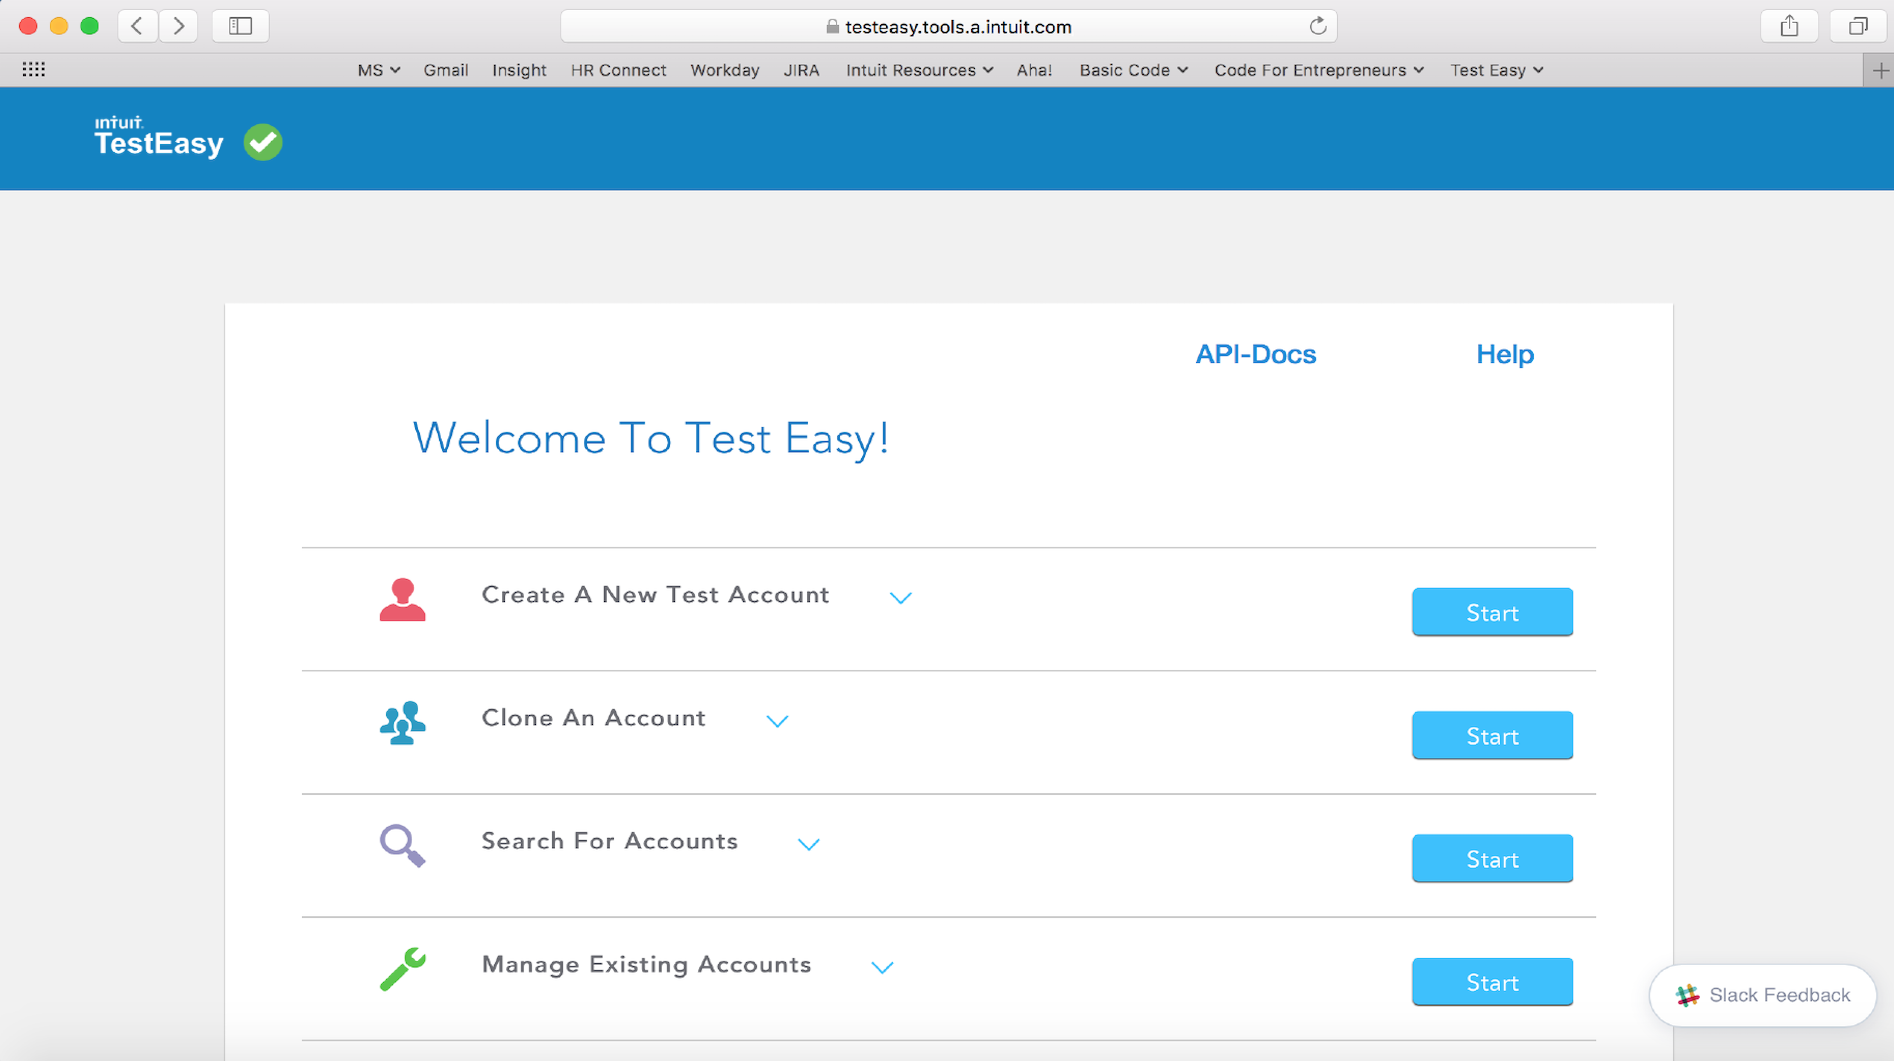 testeasy.tools.a.intuit.com
MS Gmail Insight HR Connect Workday JIRA Intuit Resources Aha! Basic Code Code For Entrepreneurs Test Easy
ıntuıt.
TestEasy
API-Docs Help
Welcome To Test Easy!
Create A New Test Account
Start
Clone An Account
Start
Search For Accounts
Start
Manage Existing Accounts
Start
Slack Feedback